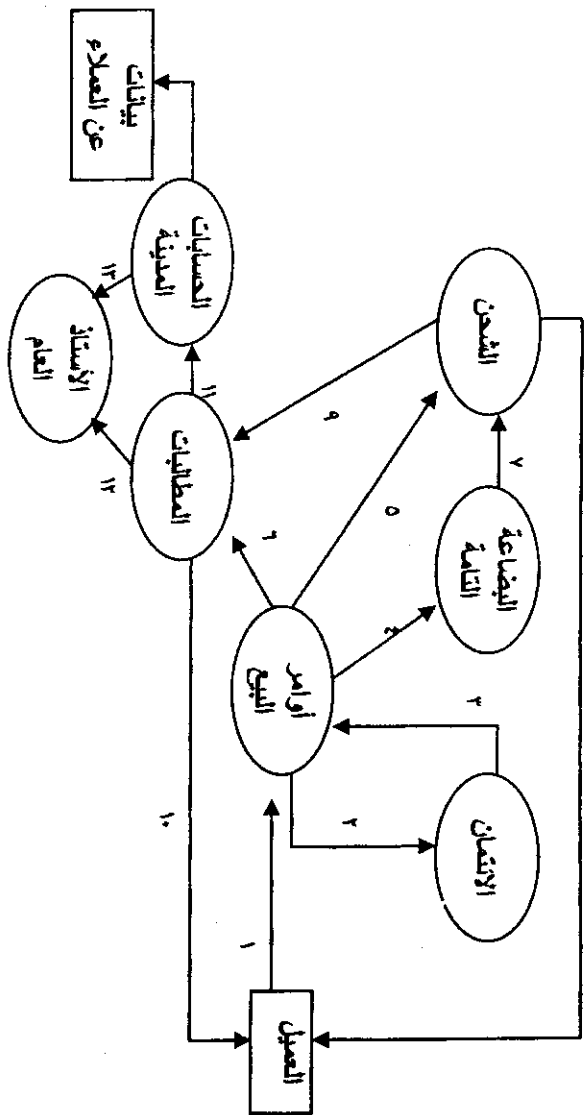 العميل
١
الائتمان
٢
٣
أوامر
البيع
٤
البضاعة
التامة
٥
٦
٧
الشحن
٩
المطالبات
١٠
١١
الحسابات
المدينة
١٢
١٣
الأستاذ
العام
بيانات
عن العملاء